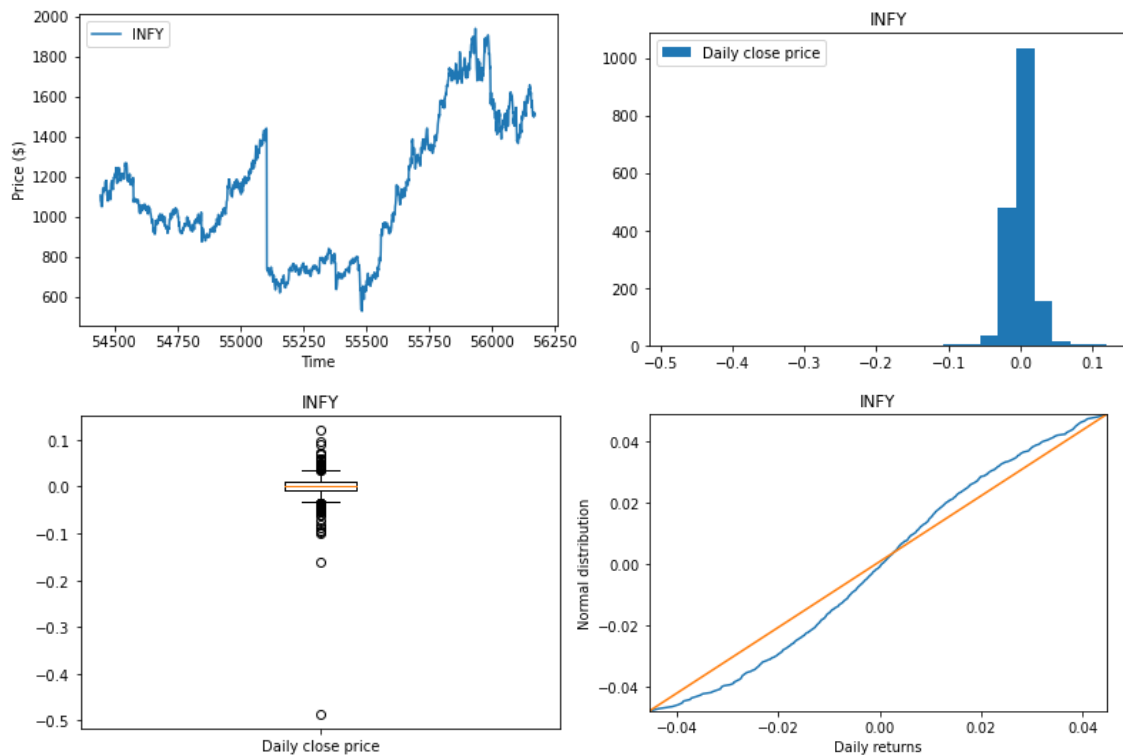 2000
1800
1600
1400
1200
1000
800
600
Price ($)
INFY
54500 54750 55000 55250 55500 55750 56000 56250
Time
INFY
Daily close price
1000
800
600
400
200
0
-0.5 -0.4 -0.3 -0.2 -0.1 0.0 0.1
INFY
0.1
0.0
-0.1
-0.2
-0.3
-0.4
-0.5
Daily close price
INFY
0.04
0.02
0.00
-0.02
-0.04
Normal distribution
-0.04 -0.02 0.00 0.02 0.04
Daily returns